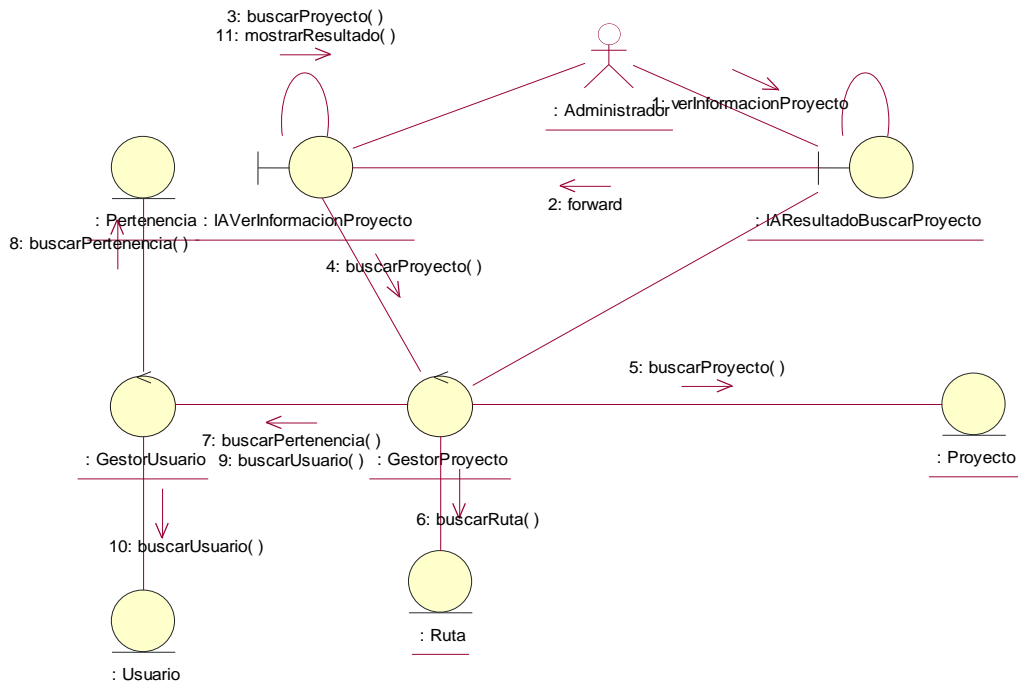 3: buscarProyecto( )
11: mostrarResultado( )
: Administrador
1: verInformacionProyecto
2: forward
: Pertenencia
: IAVerInformacionProyecto
: IAResultadoBuscarProyecto
8: buscarPertenencia( )
4: buscarProyecto( )
5: buscarProyecto( )
7: buscarPertenencia( )
9: buscarUsuario( )
: GestorUsuario
: GestorProyecto
: Proyecto
6: buscarRuta( )
10: buscarUsuario( )
: Ruta
: Usuario